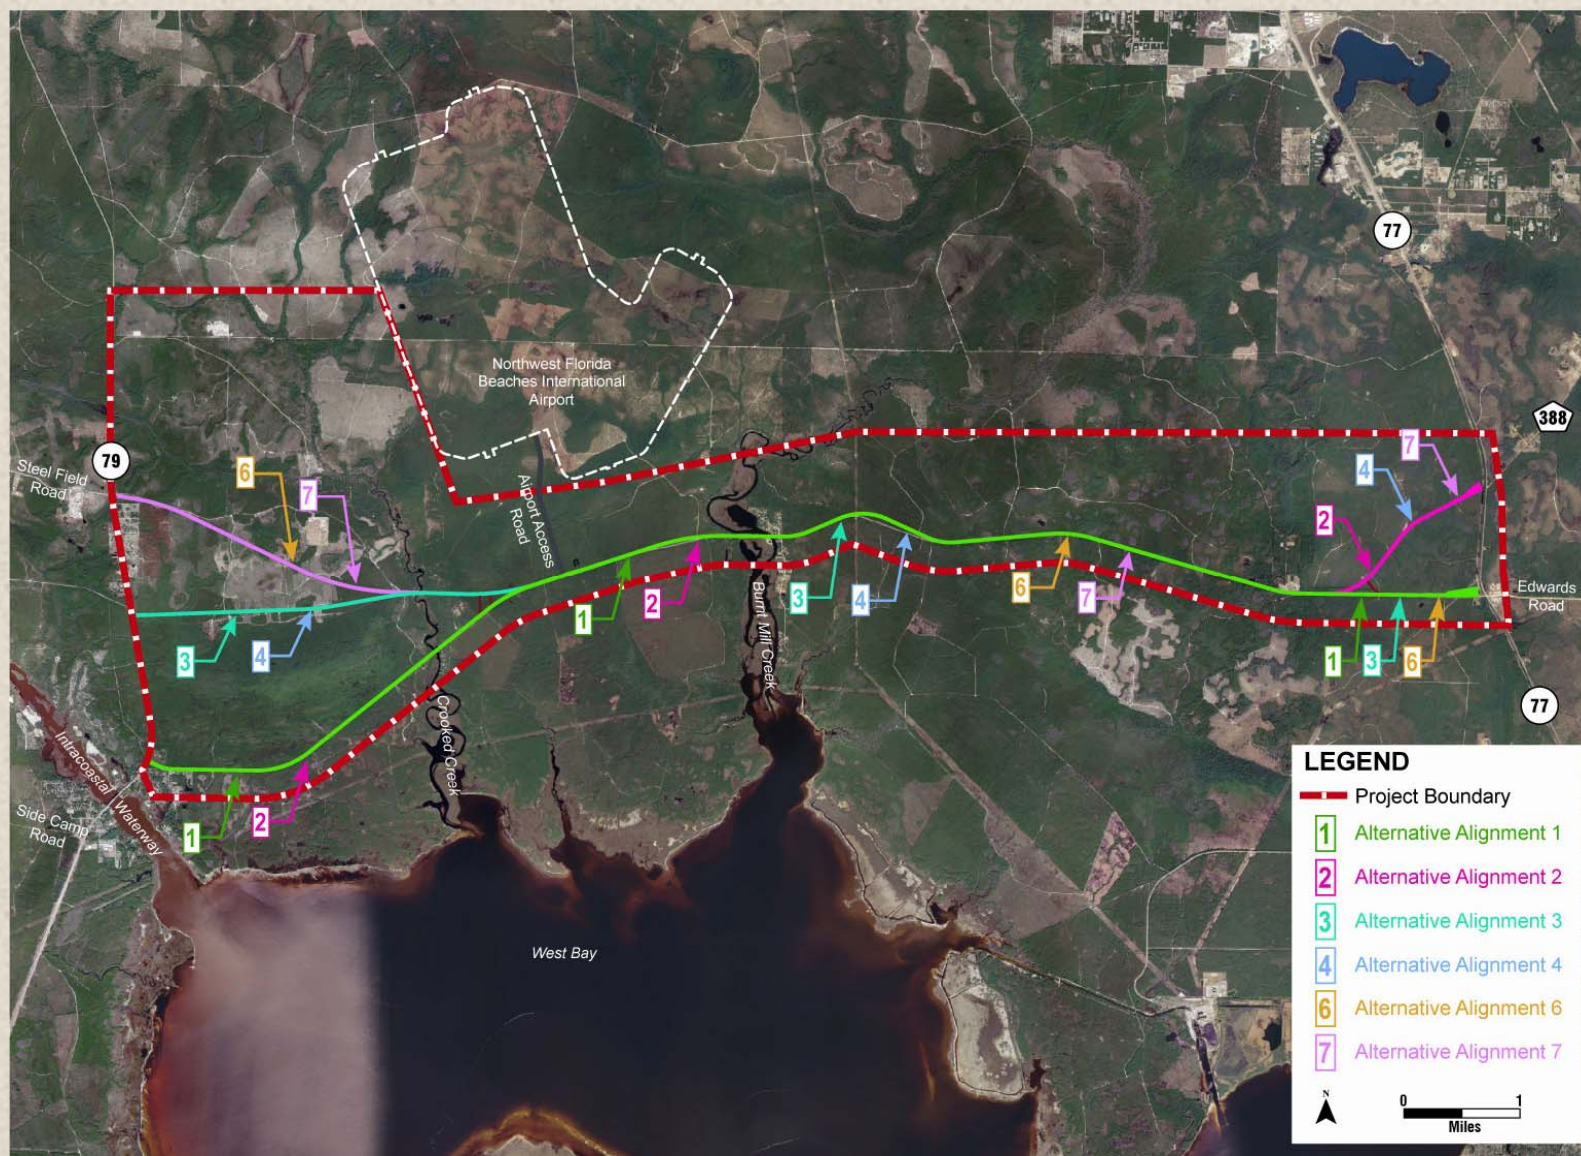 77
Northwest Florida
Beaches International
Airport
388
79
Steel Field
Road
6
7
Airport Access
Road
7
4
2
3
4
1
2
3
4
6
7
Edwards
Road
1
3
6
Burnt Mill Creek
Crooked Creek
77
Intracoastal Waterway
Side Camp
Road
1
2
West Bay
LEGEND
Project Boundary
1 Alternative Alignment 1
2 Alternative Alignment 2
3 Alternative Alignment 3
4 Alternative Alignment 4
6 Alternative Alignment 6
7 Alternative Alignment 7
N
0 1
Miles